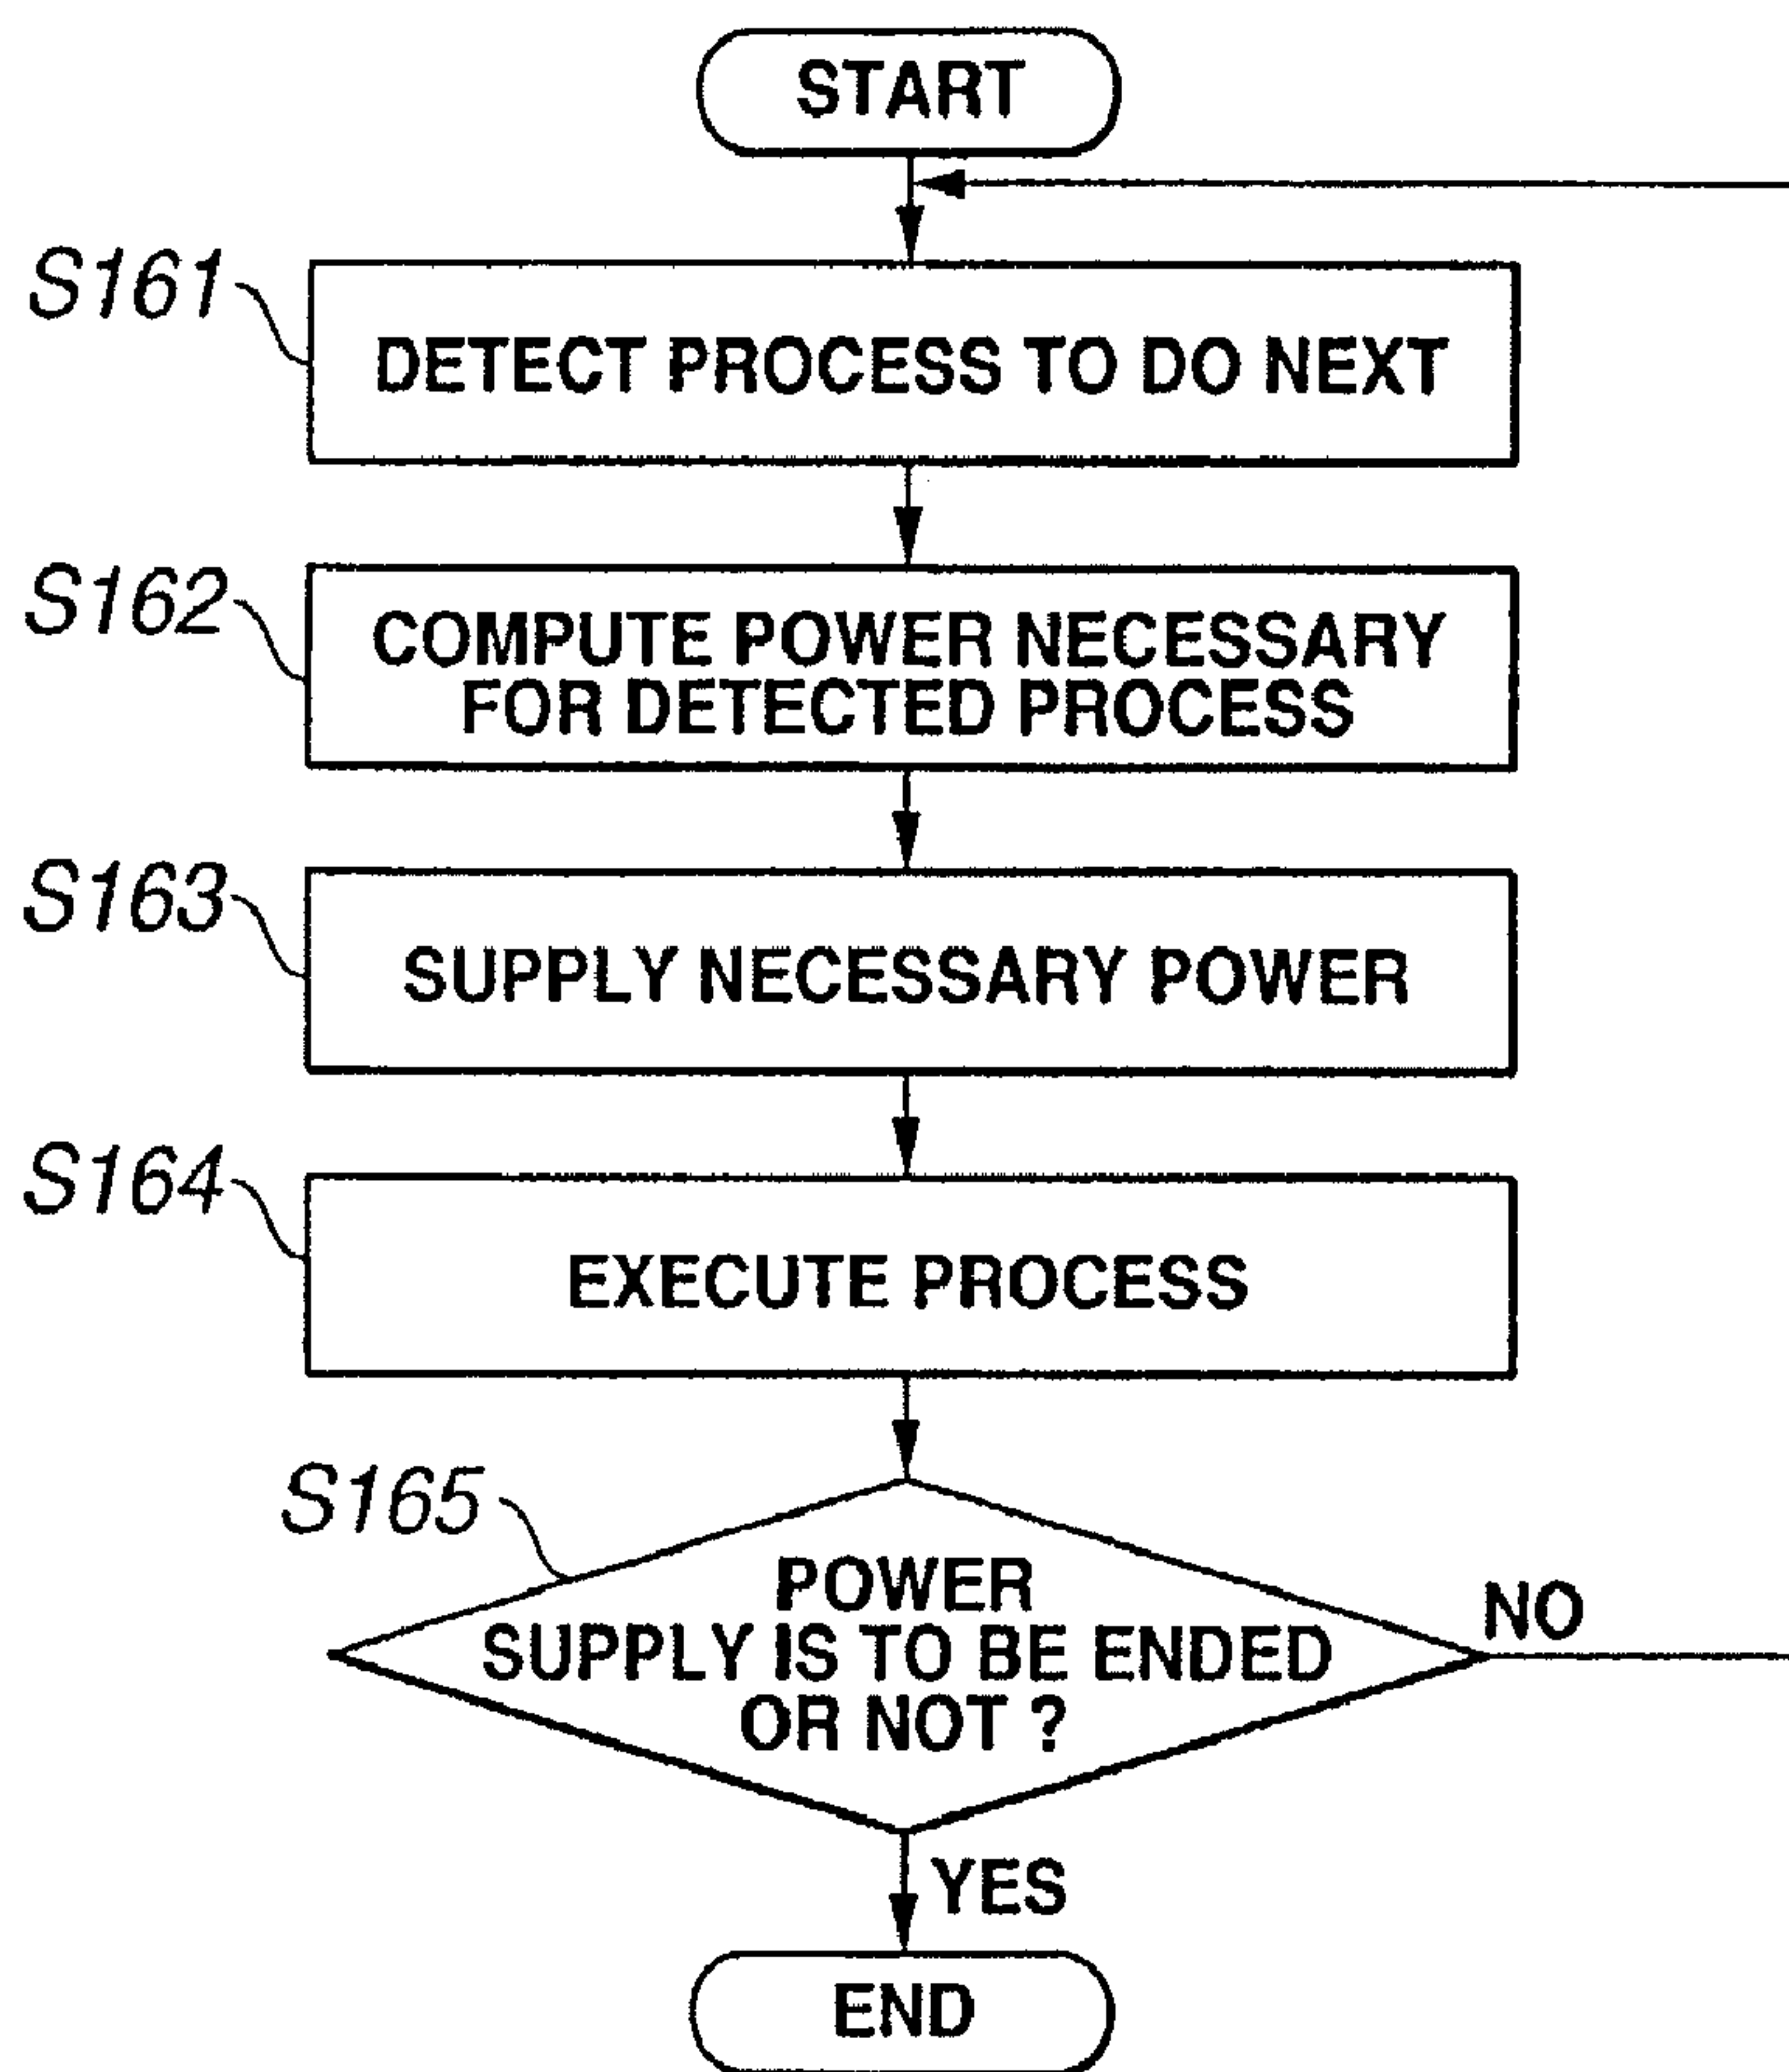 START
S161
DETECT PROCESS TO DO NEXT
S162
COMPUTE POWER NECESSARY
FOR DETECTED PROCESS
S163
SUPPLY NECESSARY POWER
S164
EXECUTE PROCESS
S165
POWER
SUPPLY IS TO BE ENDED
OR NOT ?
NO
YES
END